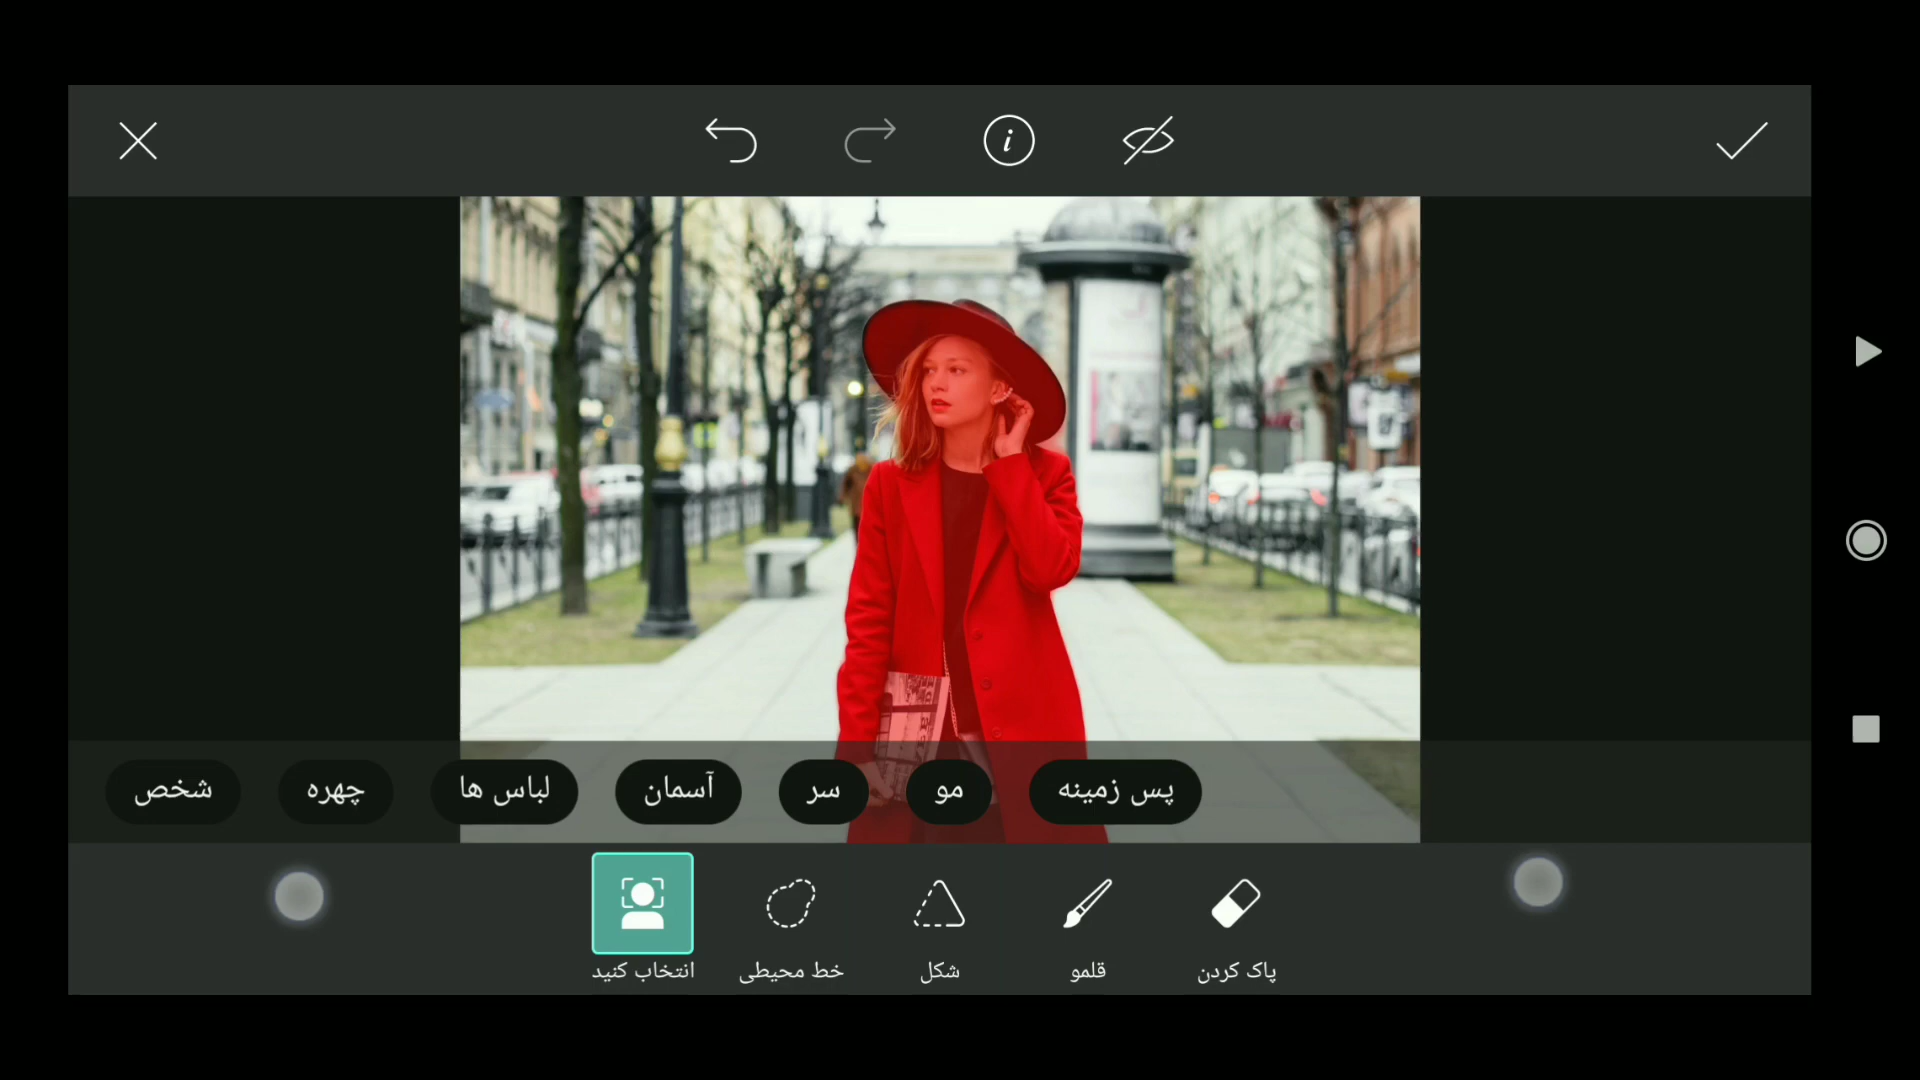 شخص
چهره
لباس ها
آسمان
سر
مو
پس زمینه
انتخاب کنید
خط محیطی
شکل
قلمو
پاک کردن